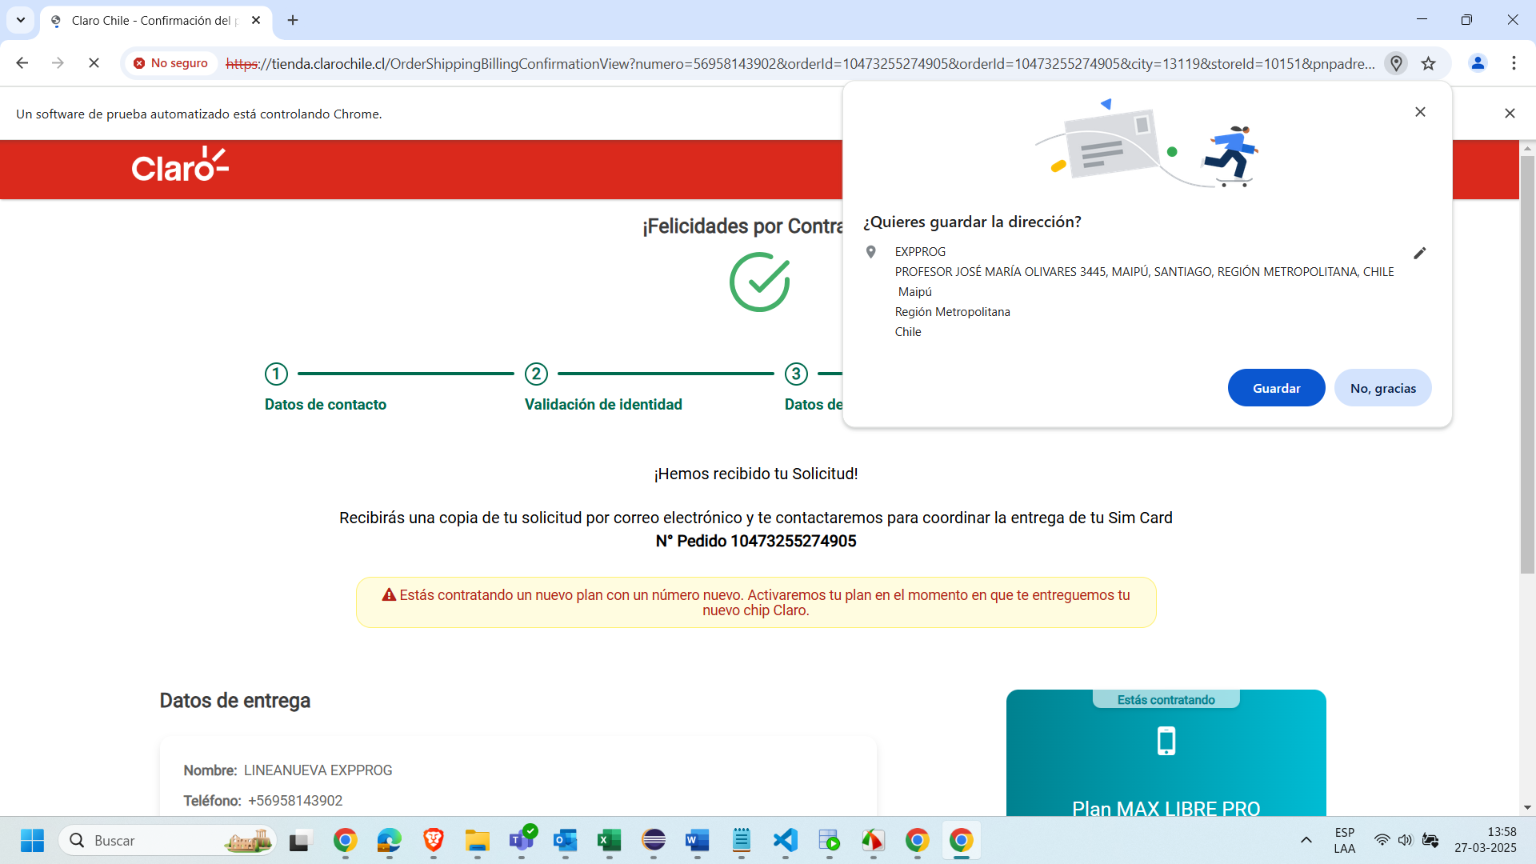 Claro Chile - Confirmación del p
No seguro
https://tienda.clarochile.cl/OrderShippingBillingConfirmationView?numero=56958143902&orderId=10473255274905&orderId=10473255274905&city=13119&storeId=10151&pnpadre...
Un software de prueba automatizado está controlando Chrome.
Claro
¡Felicidades por Contra
¿Quieres guardar la dirección?
EXPPROG
PROFESOR JOSÉ MARÍA OLIVARES 3445, MAIPÚ, SANTIAGO, REGIÓN METROPOLITANA, CHILE
Maipú
Región Metropolitana
Chile
Guardar
No, gracias
1
2
3
Datos de contacto
Validación de identidad
Datos de
¡Hemos recibido tu Solicitud!
Recibirás una copia de tu solicitud por correo electrónico y te contactaremos para coordinar la entrega de tu Sim Card
N° Pedido 10473255274905
Estás contratando un nuevo plan con un número nuevo. Activaremos tu plan en el momento en que te entreguemos tu
nuevo chip Claro.
Datos de entrega
Nombre: LINEANUEVA EXPPROG
Teléfono: +56958143902
Estás contratando
Plan MAX LIBRE PRO
Buscar
ESP
LAA
13:58
27-03-2025